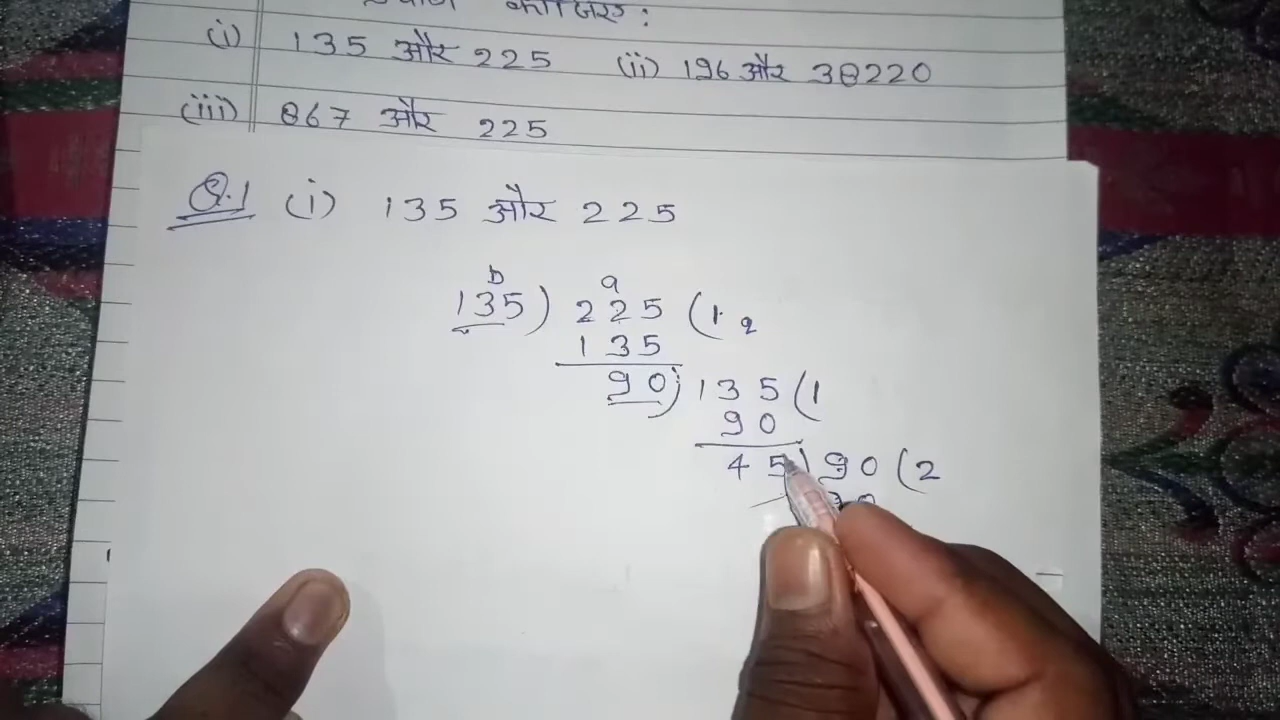 कीजिए:
(i) 135 और 225 (ii) 196 और 38220
(iii) 867 और 225
Q.1 (i) 135 और 225
b a
135) 225 (1 q
135
90) 135 (1
90
45) 90 (2
90